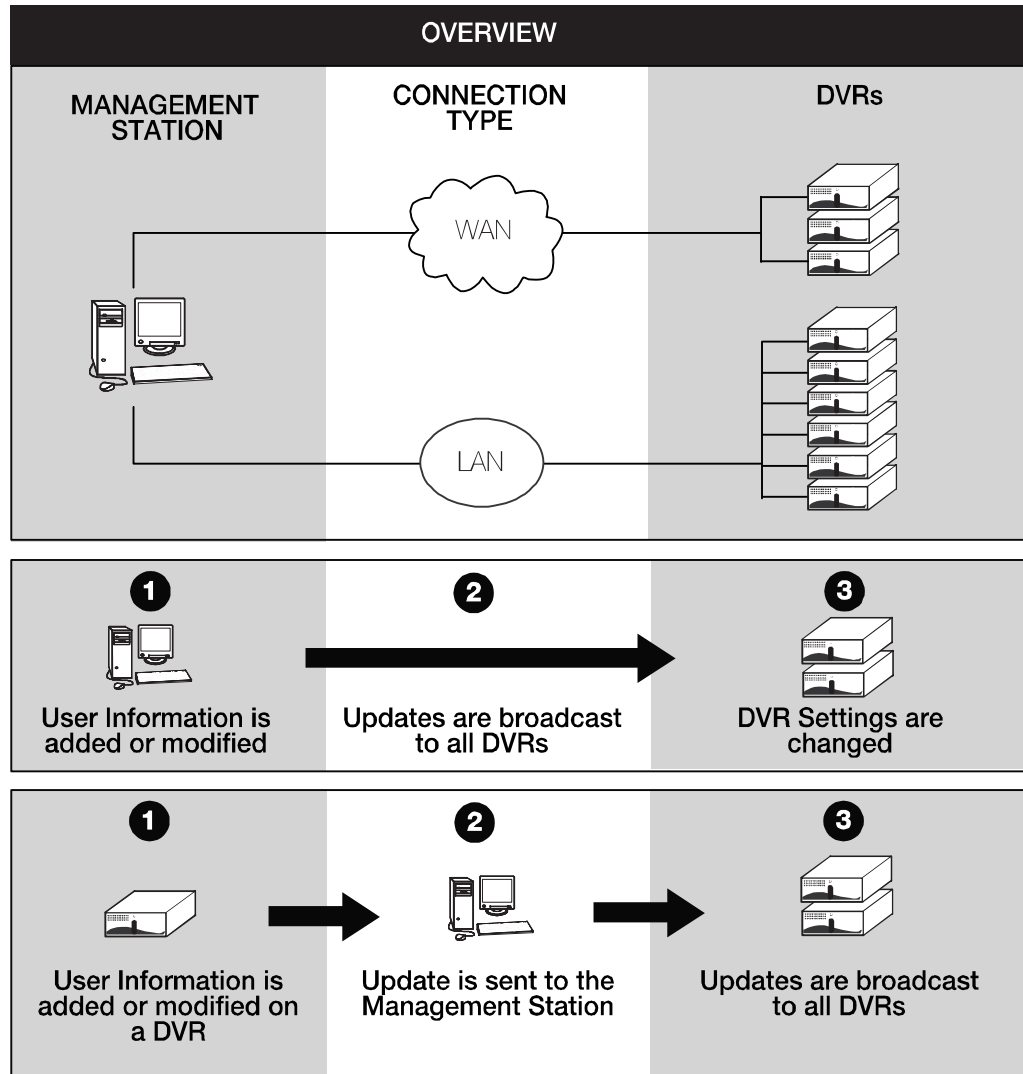 OVERVIEW
MANAGEMENT
STATION
CONNECTION
TYPE
DVRs
WAN
LAN
1
2
3
User Information is
added or modified
Updates are broadcast
to all DVRs
DVR Settings are
changed
1
2
3
User Information is
added or modified on
a DVR
Update is sent to the
Management Station
Updates are broadcast
to all DVRs